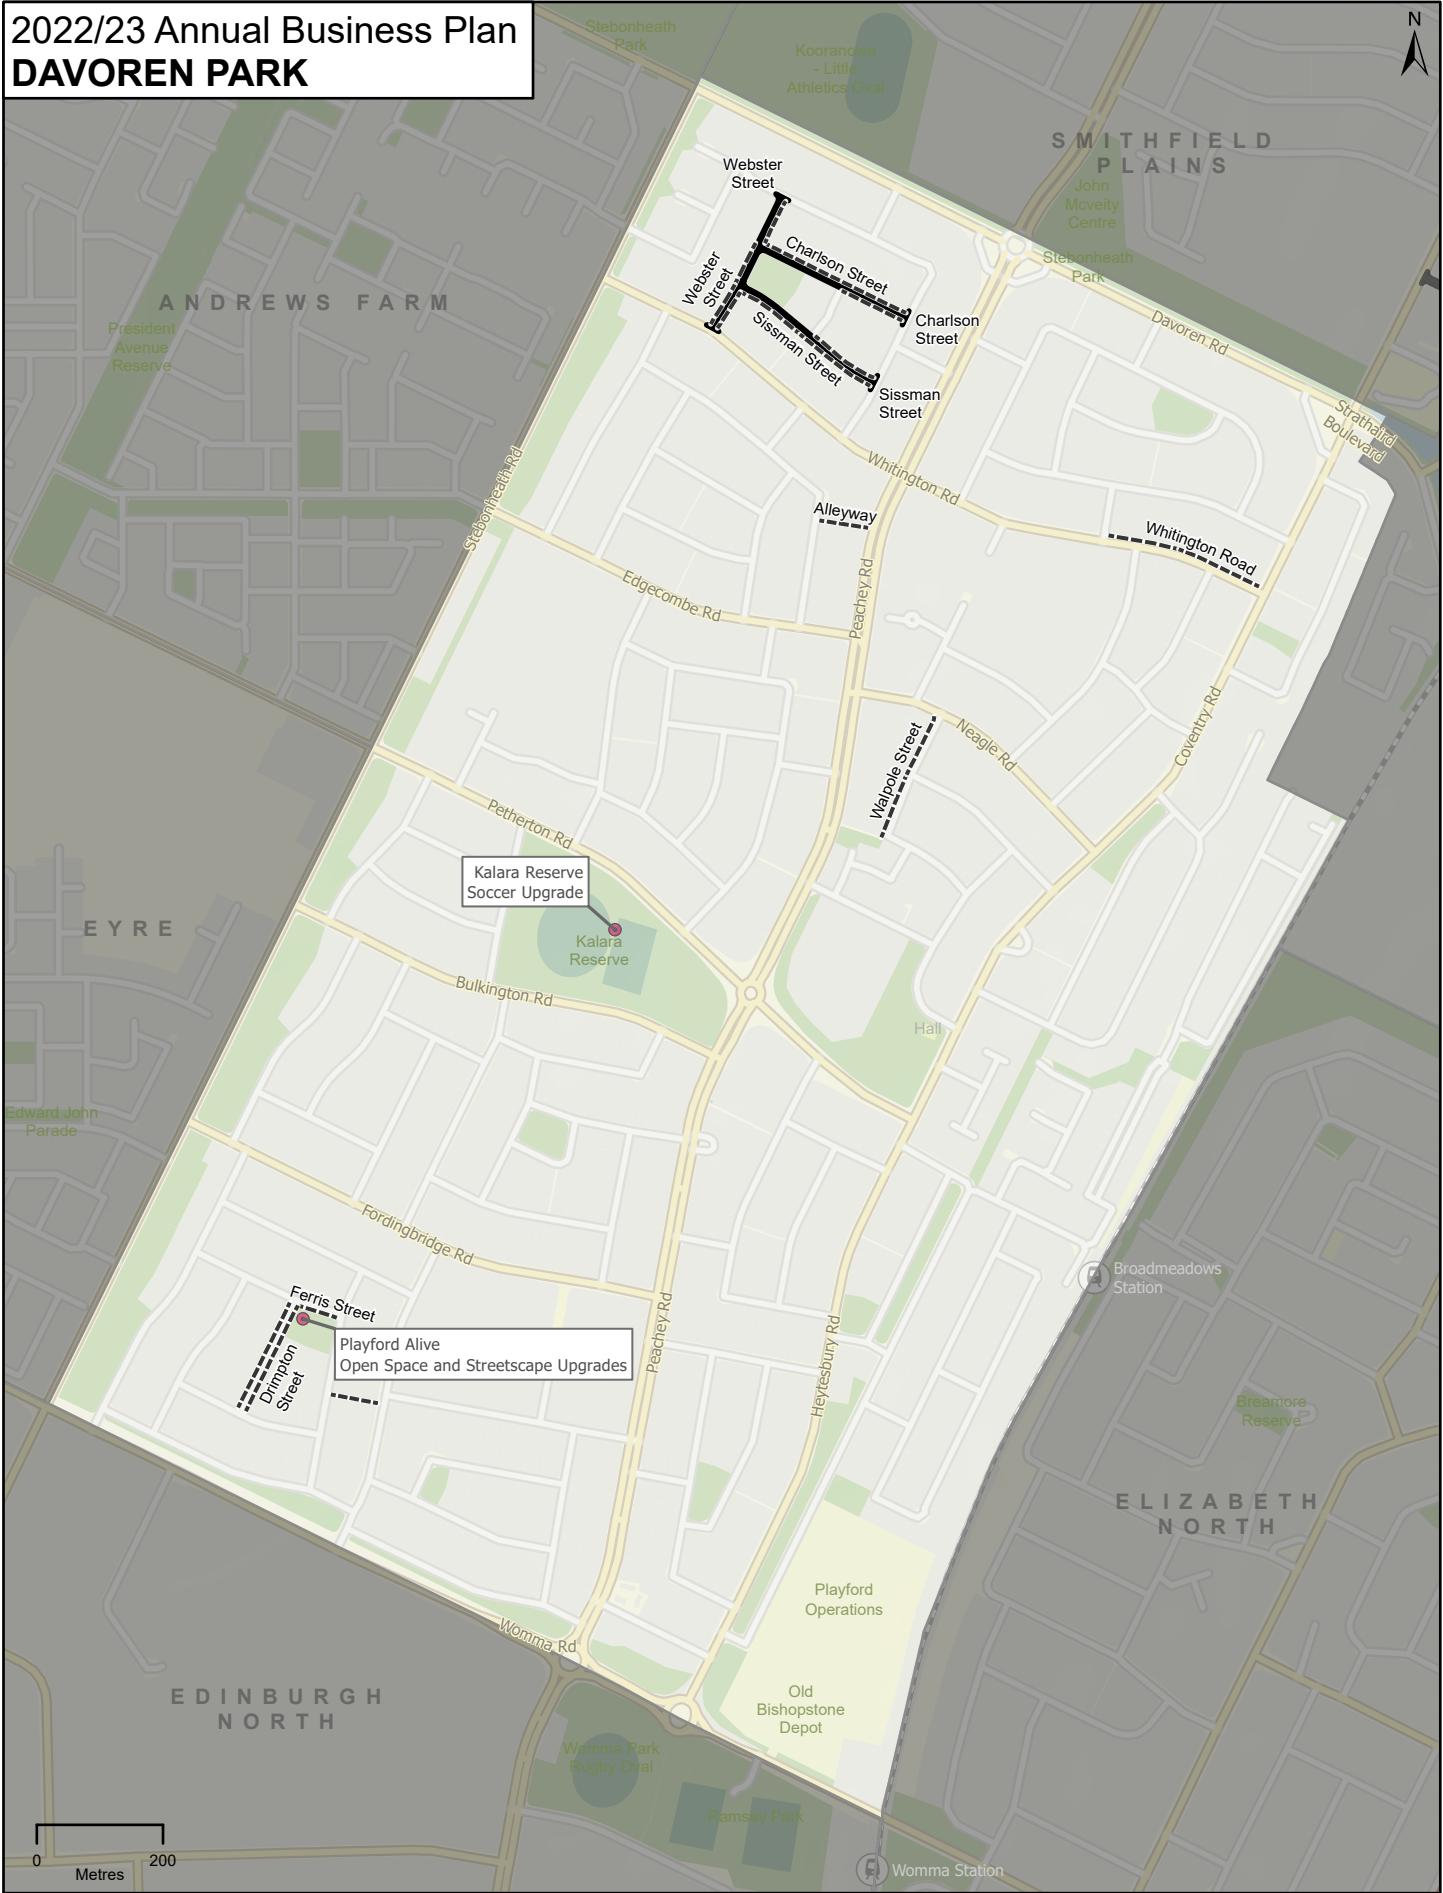 2022/23 Annual Business Plan
DAVOREN PARK
N
Stebonheath
Park
Kooranowa
- Little
Athletics Oval
SMITHFIELD
PLAINS
John
Mcveity
Centre
Stebonheath
Park
Webster
Street
Charlson Street
Webster
Street
Charlson
Street
Sissman Street
Sissman
Street
Davoren Rd
Strathaird
Boulevard
ANDREWS FARM
President
Avenue
Reserve
Stebonheath Rd
Whitington Rd
Alleyway
Whitington Road
Edgecombe Rd
Peachey Rd
Coventry Rd
Neagle Rd
Walpole Street
Petherton Rd
Kalara Reserve
Soccer Upgrade
Kalara
Reserve
EYRE
Bulkington Rd
Hall
Edward John
Parade
Fordingbridge Rd
Broadmeadows
Station
Ferris Street
Playford Alive
Open Space and Streetscape Upgrades
Drimpton
Street
Peachey Rd
Heytesbury Rd
Breamore
Reserve
ELIZABETH
NORTH
Playford
Operations
Womma Rd
Old
Bishopstone
Depot
EDINBURGH
NORTH
Womma Park
Rugby Oval
Ramsay Park
Womma Station
0 200
Metres